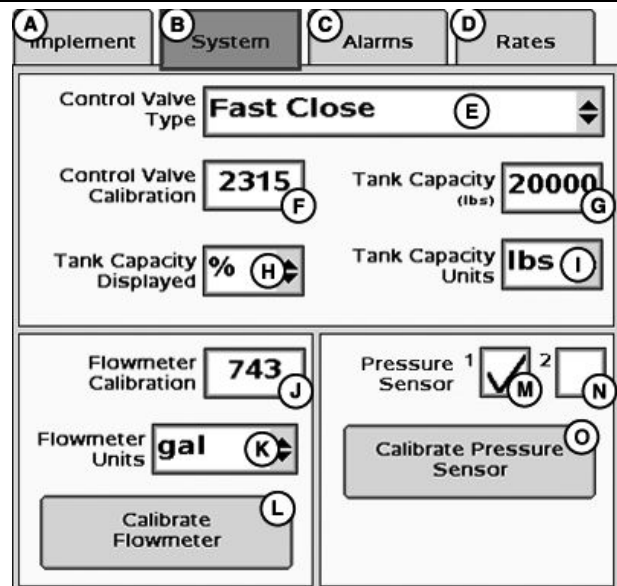 A B C D
Implement System Alarms Rates
Control Valve Type Fast Close E
Control Valve Calibration 2315 F
Tank Capacity (lbs) 20000 G
Tank Capacity Displayed % H
Tank Capacity Units lbs I
Flowmeter Calibration 743 J
Pressure Sensor 1 M 2 N
Flowmeter Units gal K
Calibrate Pressure Sensor O
Calibrate Flowmeter L